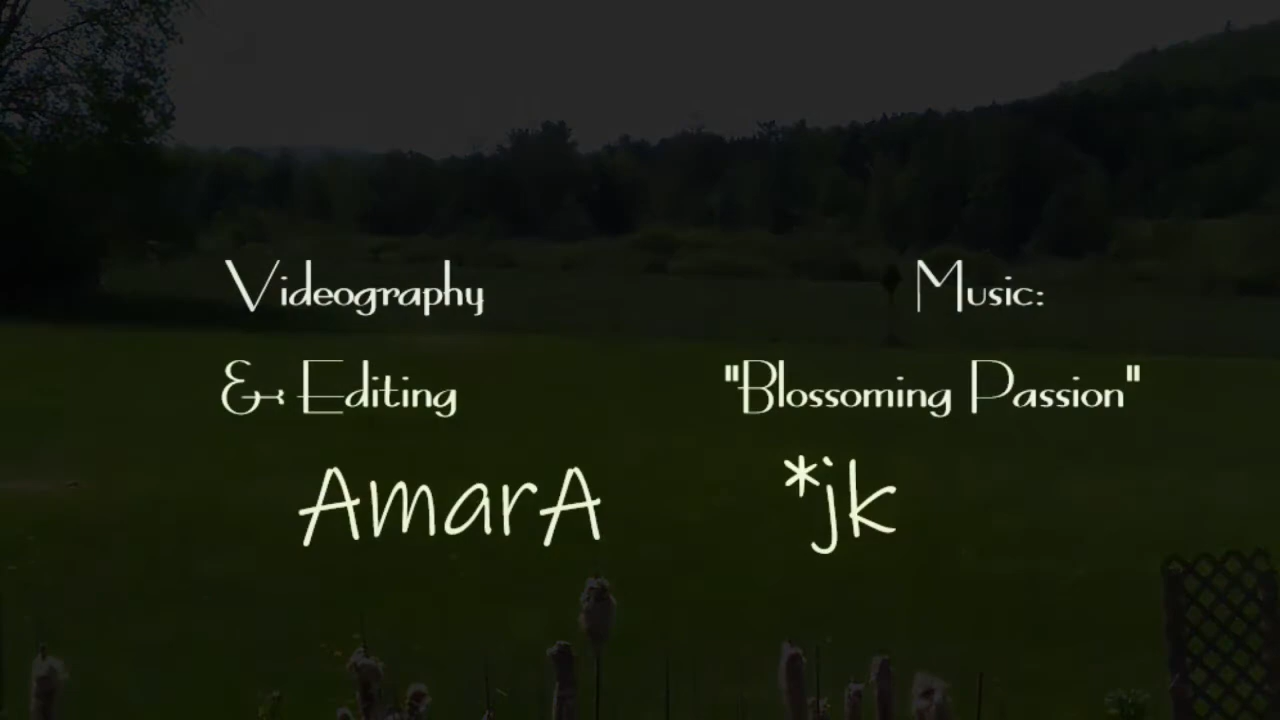 Videography
& Editing
AmarA
Music:
"Blossoming Passion"
*jk